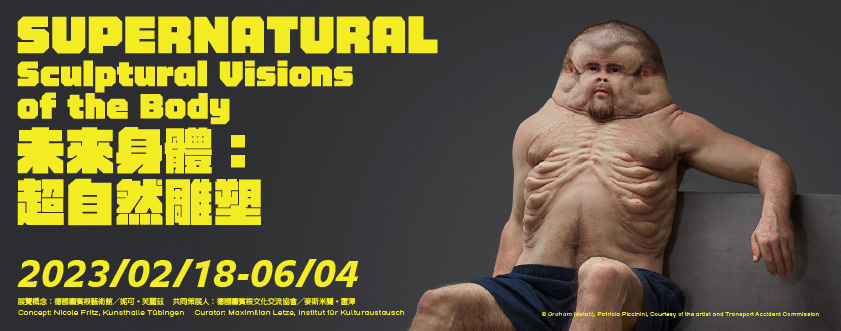 SUPERNATURAL
Sculptural Visions
of the Body
未來身體：
超自然雕塑
2023/02/18-06/04
展覽概念：德國圖賓根藝術館／妮可・芙麗茲 共同策展人：德國圖賓根文化交流協會／麥斯米蘭・雷澤
Concept: Nicole Fritz, Kunsthalle Tübingen Curator: Maximilian Letze, Institut für Kulturaustausch
© Graham (detail), Patricia Piccinini, Courtesy of the artist and Transport Accident Commission